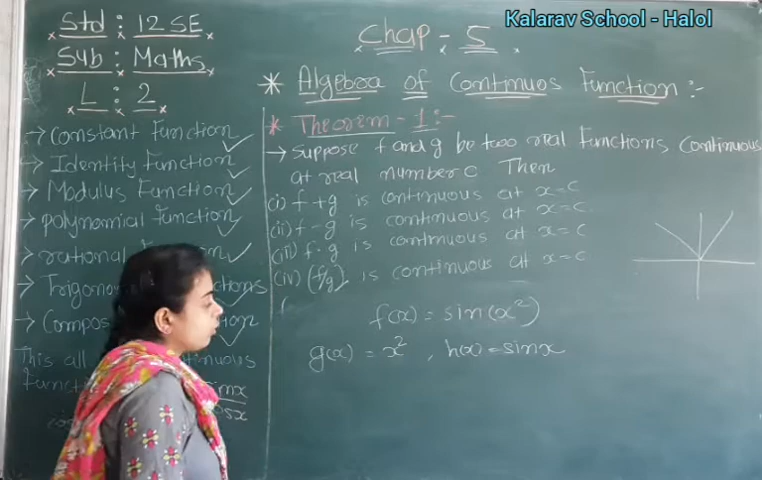 Kalarav School - Halol
Std : 12 SE
Sub : Maths
L : 2
→ Constant Function
→ Identity Function
→ Modulus Function
→ polynomial function
→ rational
→ Trigono
→ Compos
This all
Function
Chap - 5
* Algebra of Continuos Function :-
* Theorem - 1 :-
→ Suppose f and g be two real Functions, Continuous
at real number c Then
(i) f + g is continuous at x = c
(ii) f - g is continuous at x = c
(iii) f · g is continuous at x = c
(iv) (f/g) is continuous at x = c
f(x) = sin(x²)
g(x) = x² , h(x) = sinx